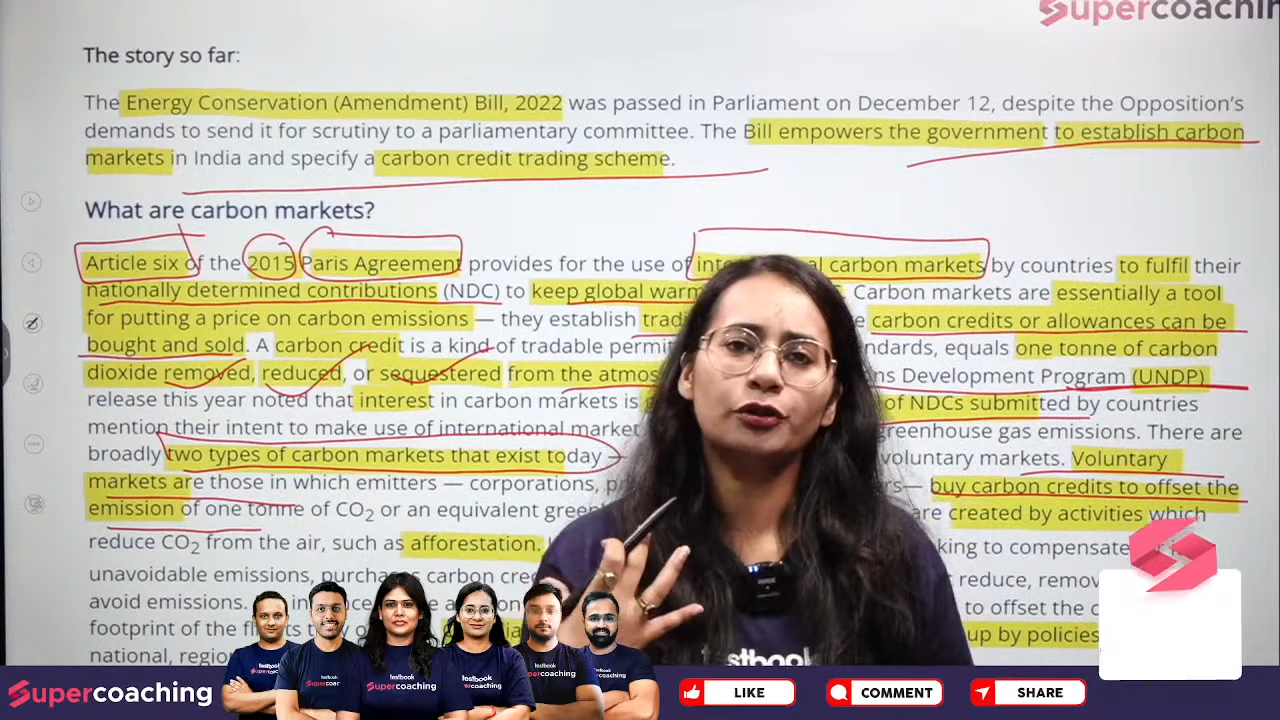 Supercoachin
The story so far:
The Energy Conservation (Amendment) Bill, 2022 was passed in Parliament on December 12, despite the Opposition's
demands to send it for scrutiny to a parliamentary committee. The Bill empowers the government to establish carbon
markets in India and specify a carbon credit trading scheme.
What are carbon markets?
Article six of the 2015 Paris Agreement provides for the use of carbon markets by countries to fulfil their
nationally determined contributions (NDC) to keep global Carbon markets are essentially a tool
for putting a price on carbon emissions — they establish carbon credits or allowances can be
bought and sold. A carbon credit is a kind of tradable equals one tonne of carbon
dioxide removed, reduced, or sequestered from the Development Program (UNDP)
release this year noted that interest in carbon markets is of NDCs submitted by countries
mention their intent to make use of international greenhouse gas emissions. There are
broadly two types of carbon markets that exist today — voluntary markets. Voluntary
markets are those in which emitters — corporations, buy carbon credits to offset the
emission of one tonne of CO2 or an equivalent are created by activities which
reduce CO2 from the air, such as afforestation. to compensate
unavoidable emissions, reduce,
avoid emissions. to offset the
footprint of the up by policies
national,
testbook
Supercoaching
LIKE
COMMENT
SHARE